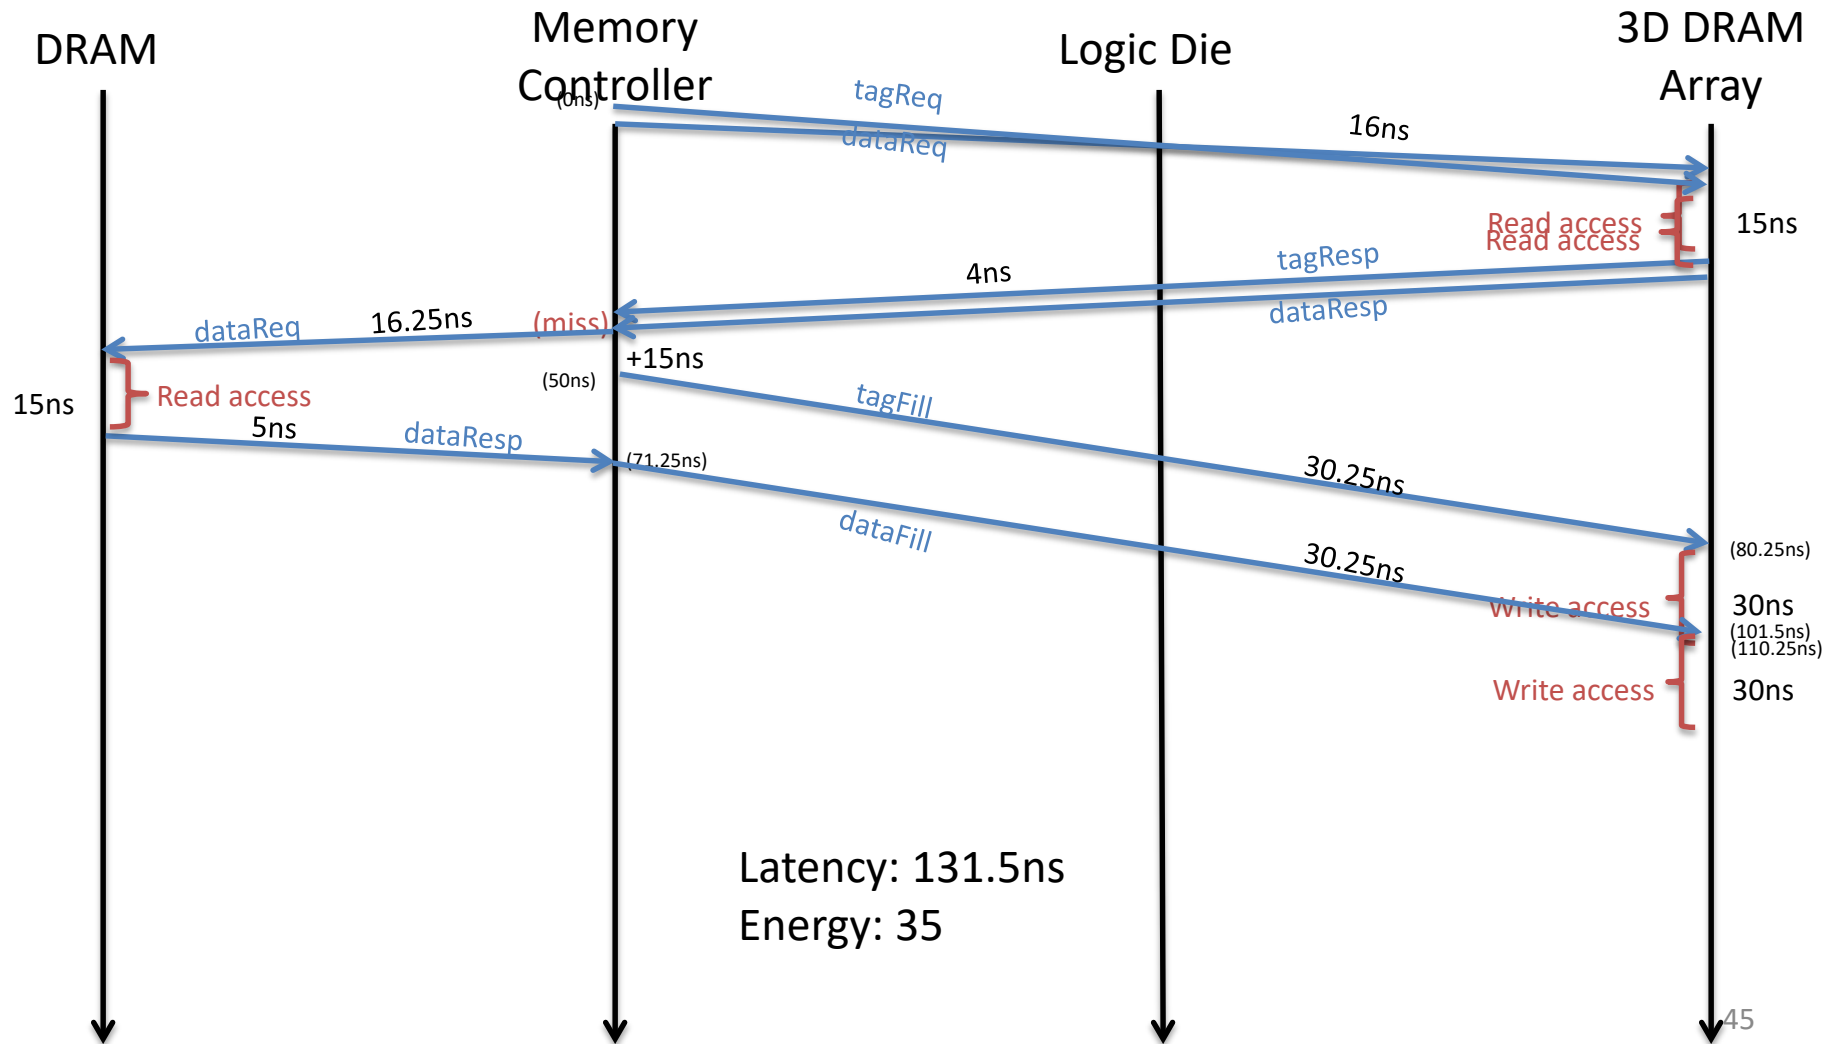 DRAM
Memory
Controller
Logic Die
3D DRAM
Array
(0ns)
tagReq
dataReq
16ns
Read access
Read access
15ns
tagResp
4ns
dataResp
(miss)
16.25ns
dataReq
+15ns
(50ns)
15ns
Read access
tagFill
5ns
dataResp
(71.25ns)
30.25ns
dataFill
30.25ns
(80.25ns)
Write access
30ns
(101.5ns)
(110.25ns)
Write access
30ns
Latency: 131.5ns
Energy: 35
45